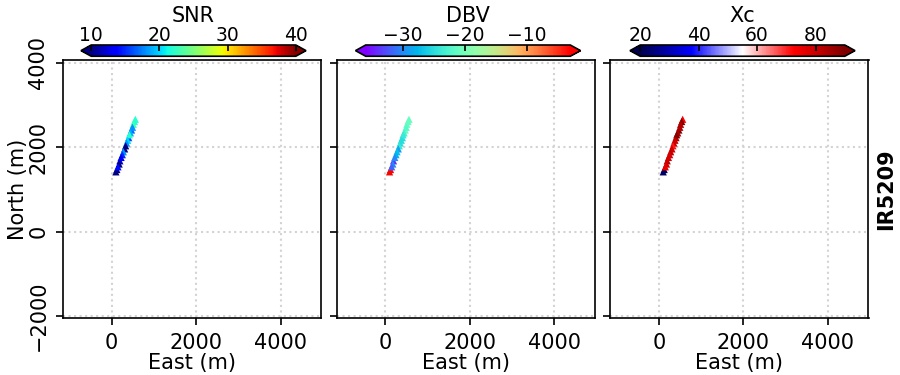 SNR
DBV
Xc
10 20 30 40
−30 −20 −10
20 40 60 80
4000
2000
0
−2000
North (m)
0 2000 4000
0 2000 4000
0 2000 4000
East (m)
East (m)
East (m)
IR5209